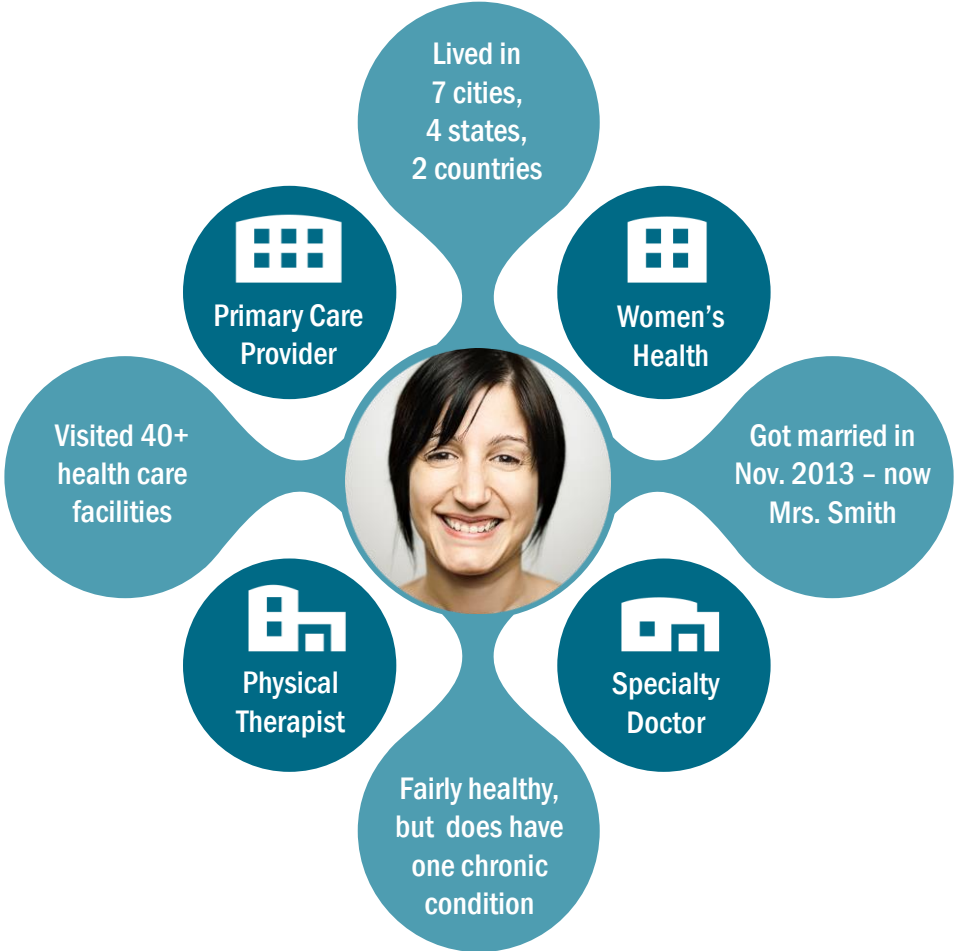 Lived in
7 cities,
4 states,
2 countries
Primary Care
Provider
Women's
Health
Visited 40+
health care
facilities
Got married in
Nov. 2013 – now
Mrs. Smith
Physical
Therapist
Specialty
Doctor
Fairly healthy,
but  does have
one chronic
condition